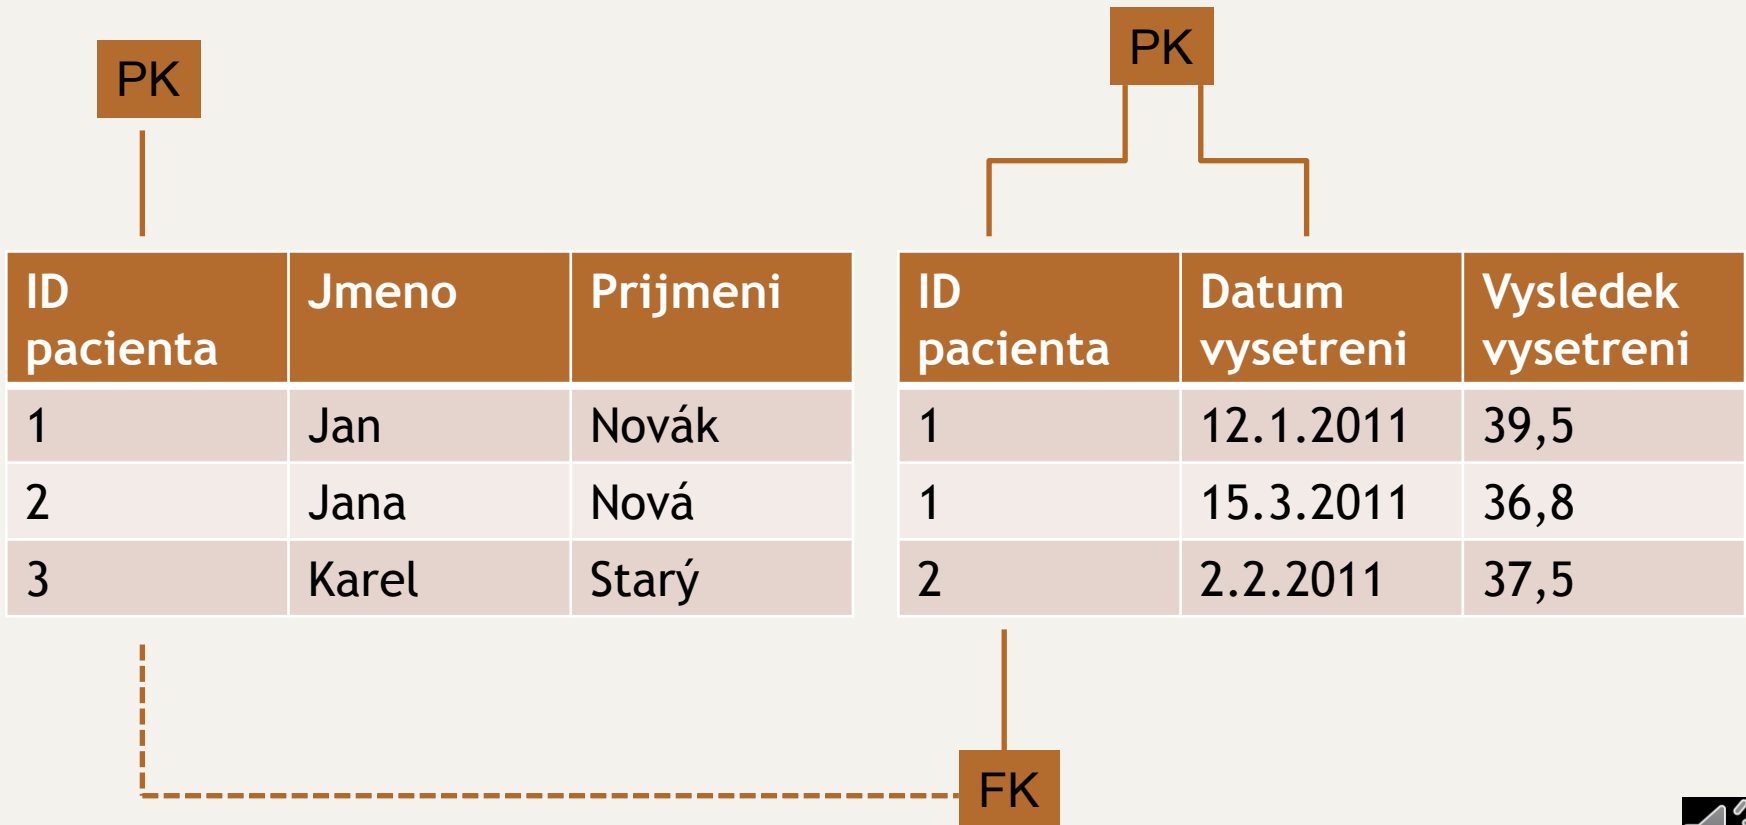 PK
PK
ID pacienta Jmeno Prijmeni
1 Jan Novák
2 Jana Nová
3 Karel Starý
ID pacienta Datum vysetreni Vysledek vysetreni
1 12.1.2011 39,5
1 15.3.2011 36,8
2 2.2.2011 37,5
FK